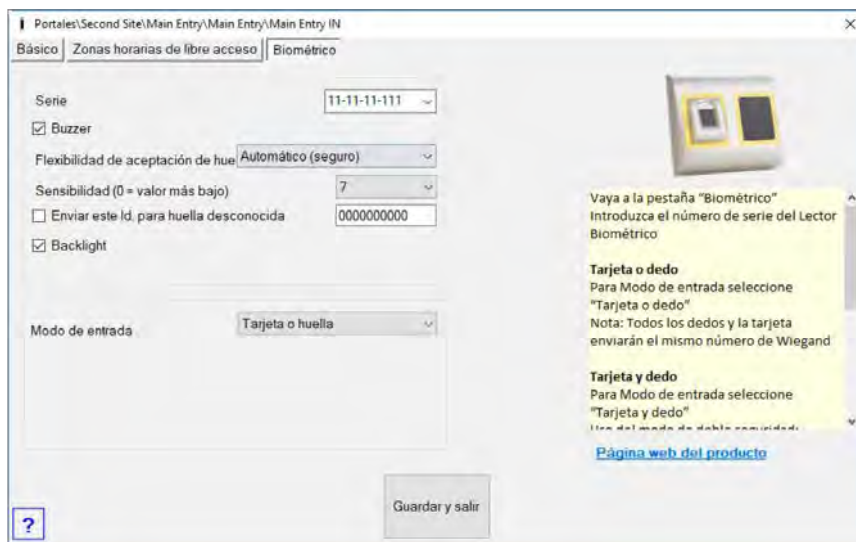 Portales\Second Site\Main Entry\Main Entry\Main Entry IN
Básico Zonas horarias de libre acceso Biométrico
Serie 11-11-11-111
Buzzer
Flexibilidad de aceptación de hue Automático (seguro)
Sensibilidad (0 = valor más bajo) 7
Enviar este Id. para huella desconocida 0000000000
Backlight
Modo de entrada Tarjeta o huella
Vaya a la pestaña "Biométrico"
Introduzca el número de serie del Lector
Biométrico
Tarjeta o dedo
Para Modo de entrada seleccione
"Tarjeta o dedo"
Nota: Todos los dedos y la tarjeta
enviarán el mismo número de Wiegand
Tarjeta y dedo
Para Modo de entrada seleccione
"Tarjeta y dedo"
Página web del producto
Guardar y salir
?